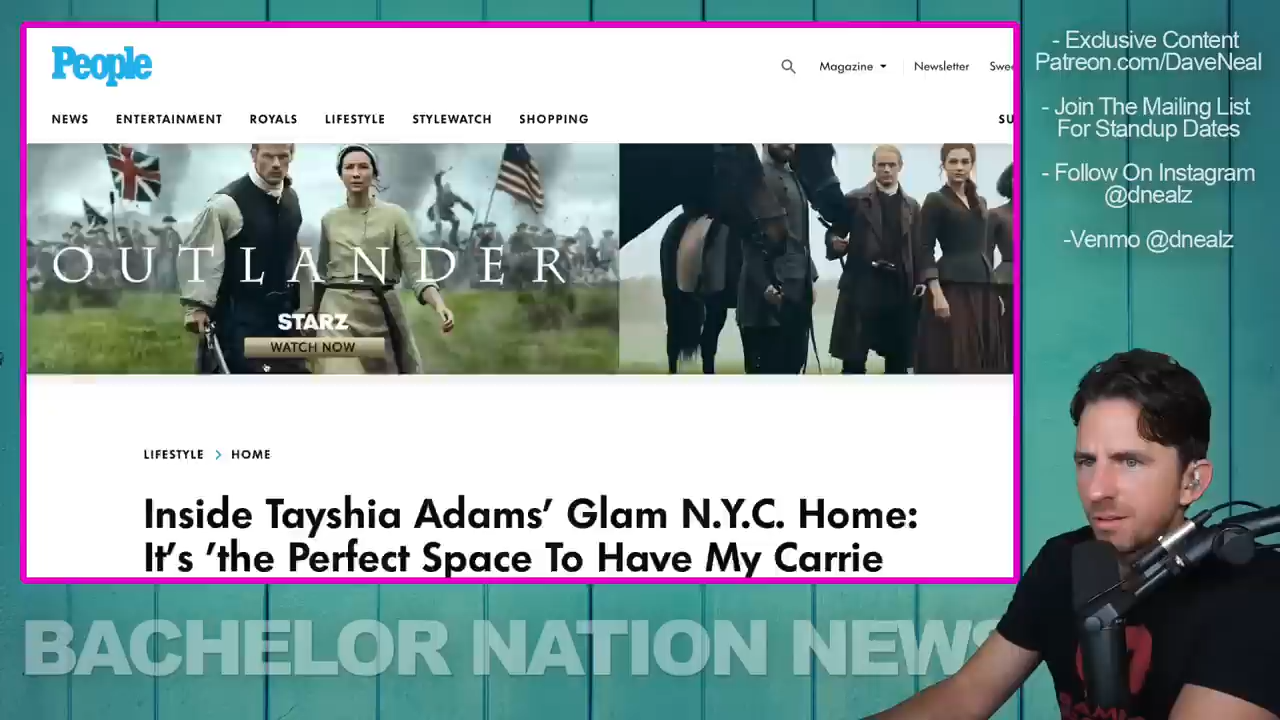 People
Magazine
Newsletter
NEWS
ENTERTAINMENT
ROYALS
LIFESTYLE
STYLEWATCH
SHOPPING
OUTLANDER
STARZ
WATCH NOW
LIFESTYLE > HOME
Inside Tayshia Adams’ Glam N.Y.C. Home:
It’s ’the Perfect Space To Have My Carrie
- Exclusive Content
Patreon.com/DaveNeal
- Join The Mailing List
For Standup Dates
- Follow On Instagram
@dnealz
-Venmo @dnealz
BACHELOR NATION NEWS